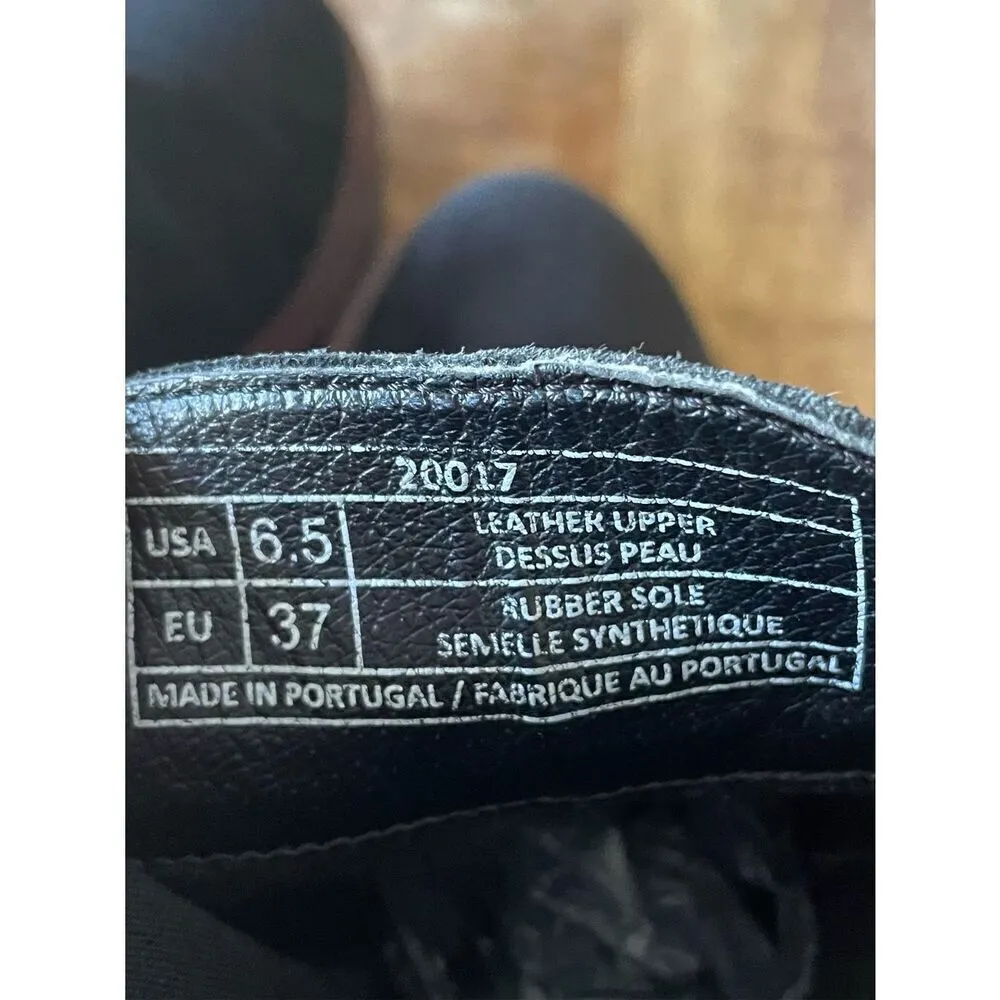 20017
USA 6.5
LEATHER UPPER
DESSUS PEAU
EU 37
RUBBER SOLE
SEMELLE SYNTHETIQUE
MADE IN PORTUGAL / FABRIQUE AU PORTUGAL